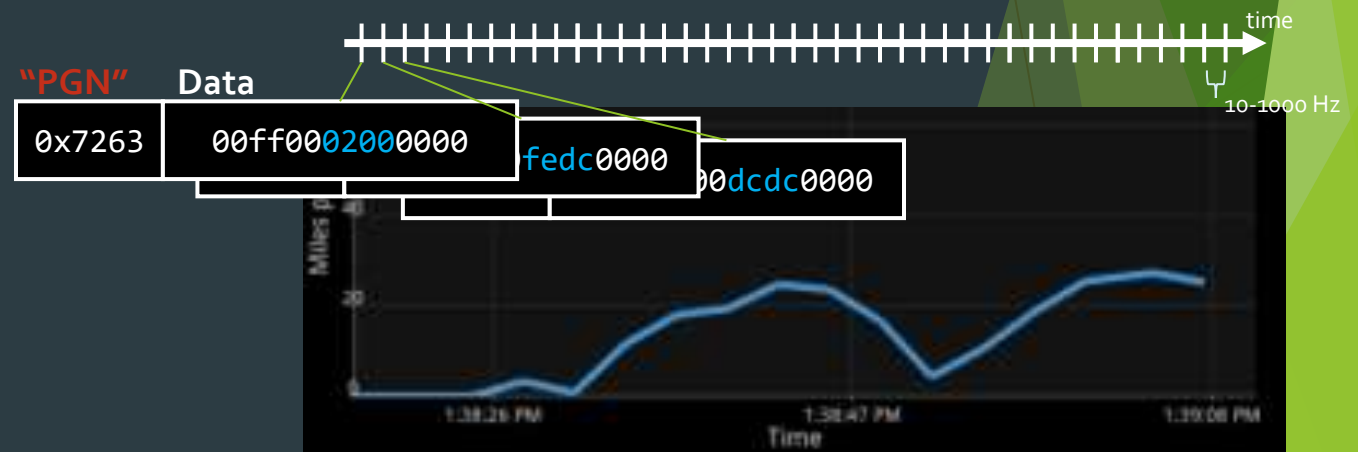 time
10-1000 Hz
"PGN" Data
0x7263 00ff0002000000
fedc0000
00dcdc0000
40
Miles
20
0
1:38:26 PM 1:38:47 PM 1:39:08 PM
Time